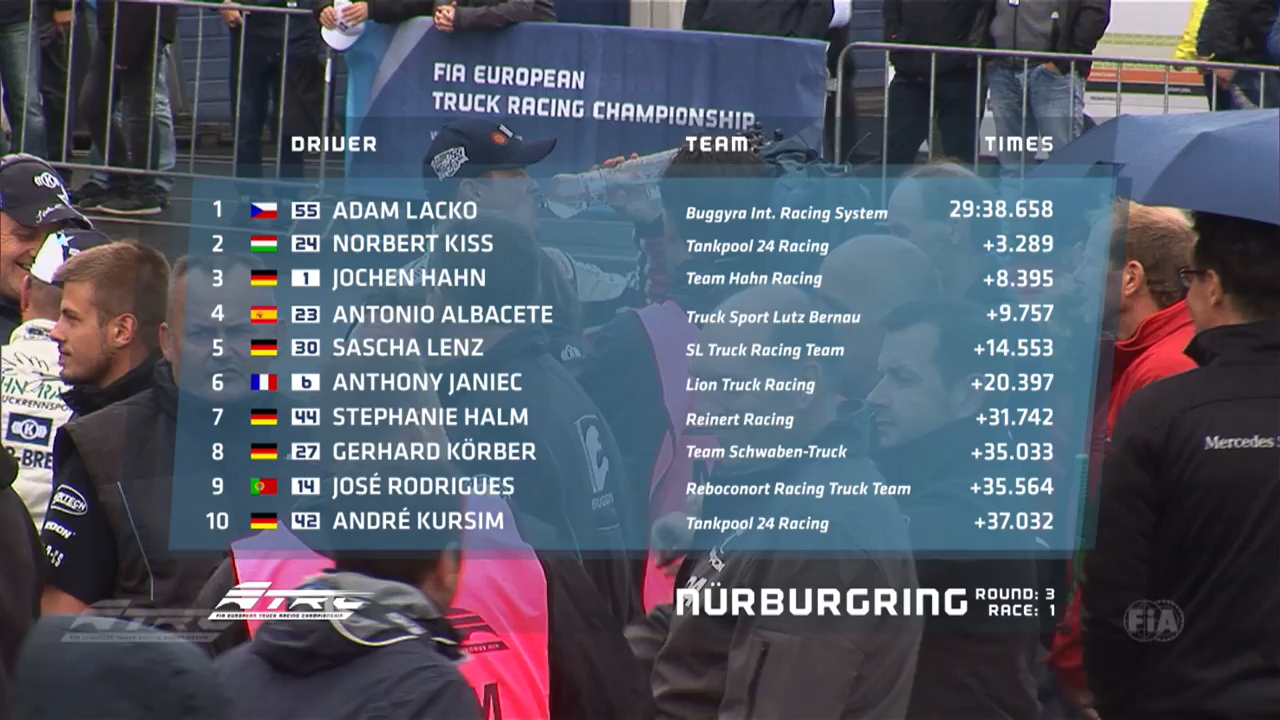 FIA EUROPEAN
TRUCK RACING CHAMPIONSHIP
DRIVER TEAM TIMES
1 55 ADAM LACKO Buggyra Int. Racing System 29:38.658
2 24 NORBERT KISS Tankpool 24 Racing +3.289
3 1 JOCHEN HAHN Team Hahn Racing +8.395
4 23 ANTONIO ALBACETE Truck Sport Lutz Bernau +9.757
5 30 SASCHA LENZ SL Truck Racing Team +14.553
6 6 ANTHONY JANIEC Lion Truck Racing +20.397
7 44 STEPHANIE HALM Reinert Racing +31.742
8 27 GERHARD KÖRBER Team Schwaben-Truck +35.033
9 14 JOSÉ RODRIGUES Reboconort Racing Truck Team +35.564
10 42 ANDRÉ KURSIM Tankpool 24 Racing +37.032
Mercedes
ETRC
FIA EUROPEAN TRUCK RACING CHAMPIONSHIP
NÜRBURGRING ROUND: 3
RACE: 1
FIA